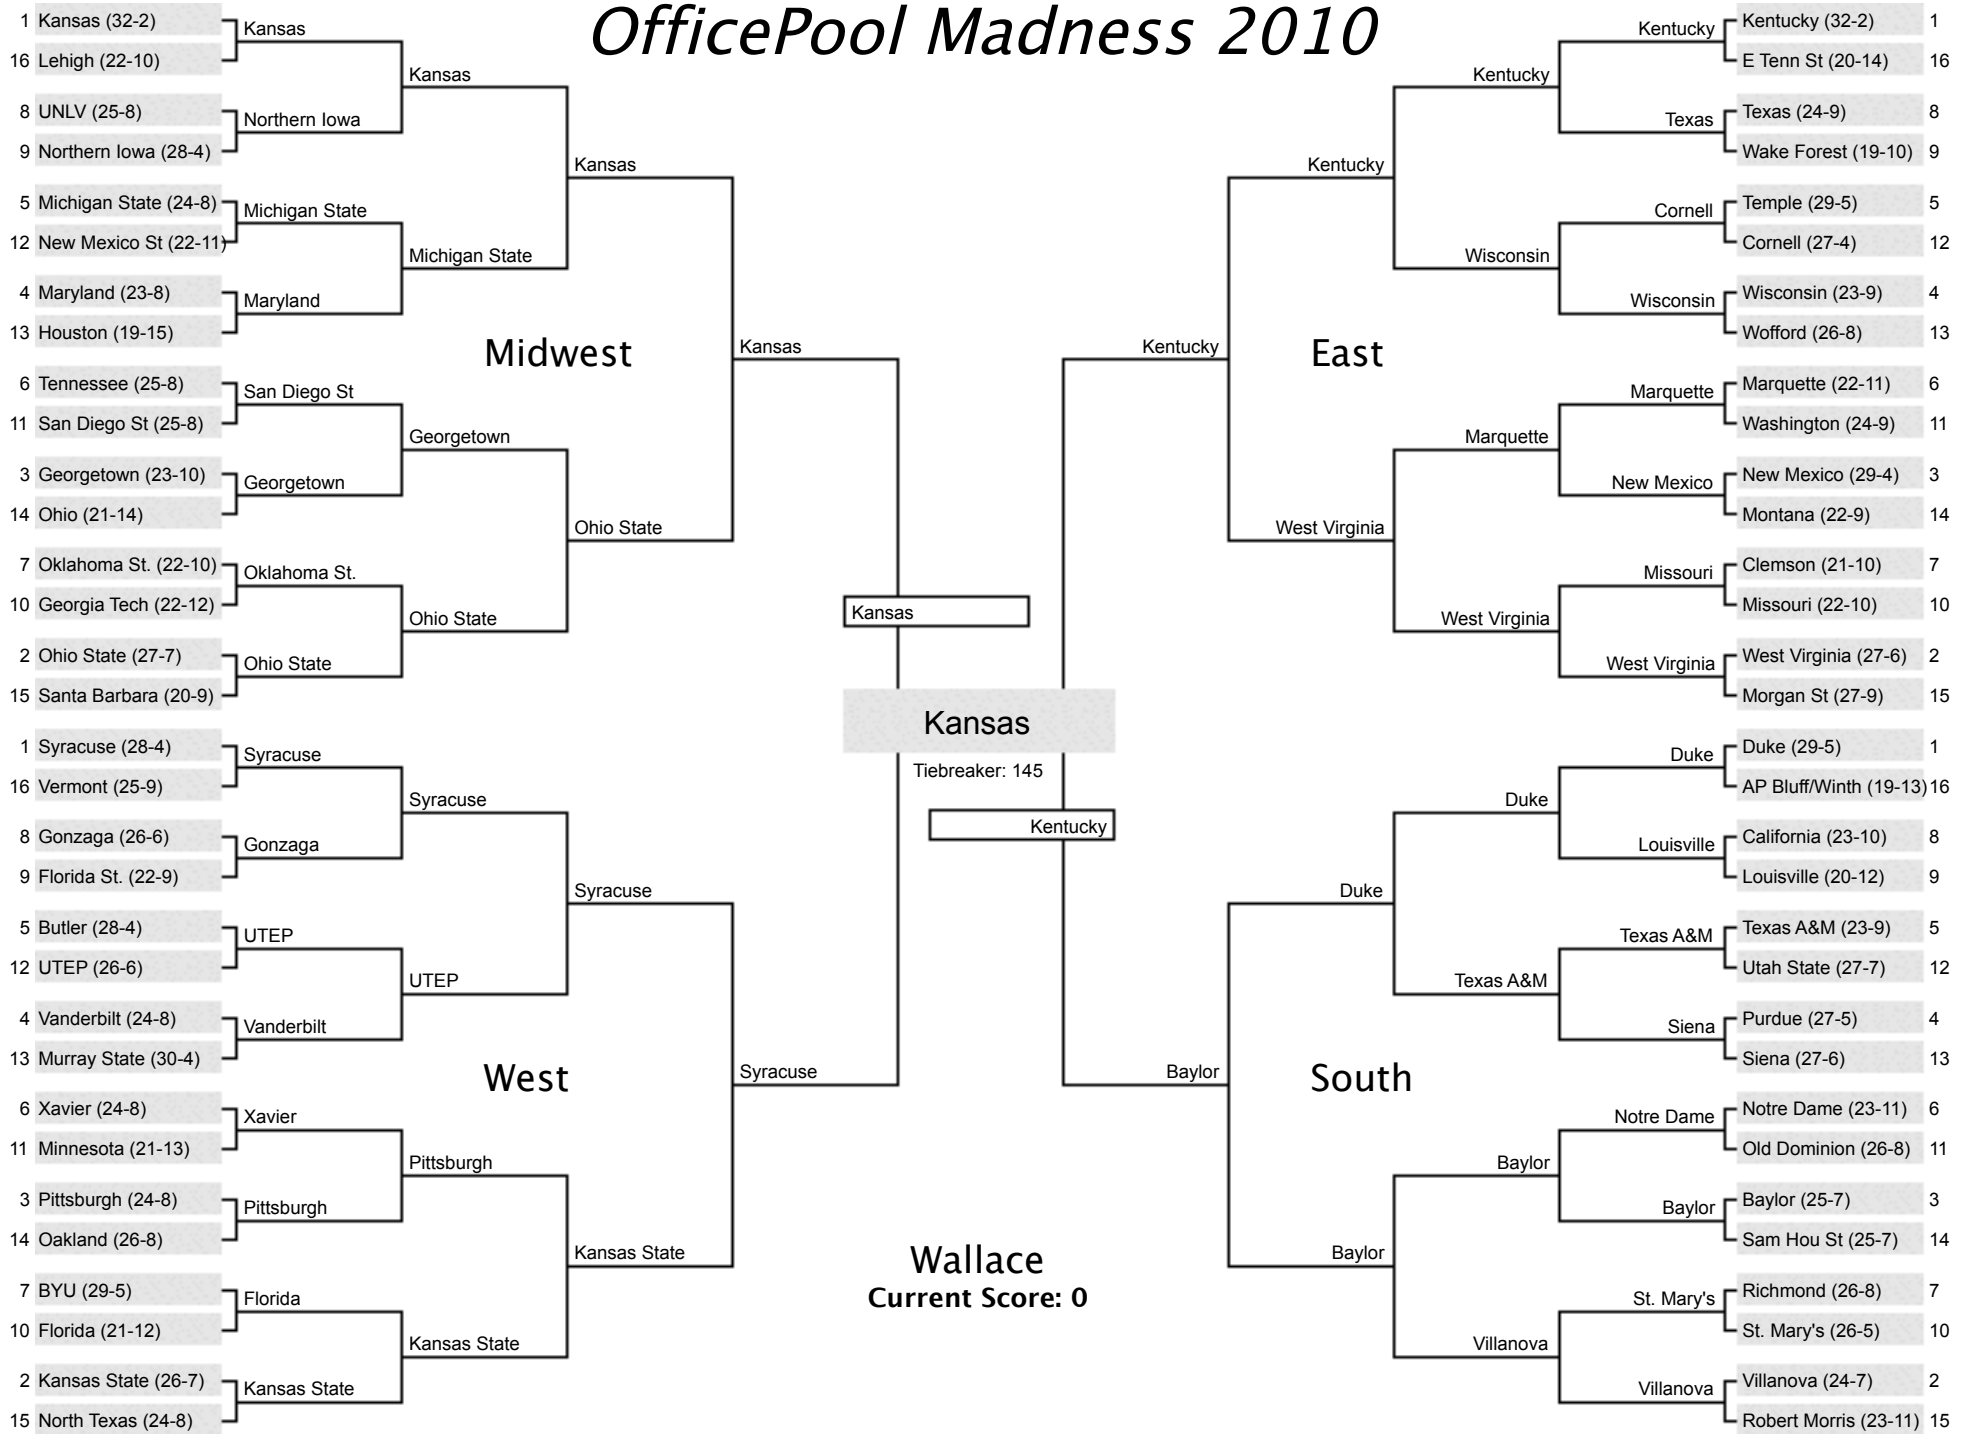 OfficePool Madness 2010
1 Kansas (32-2)
16 Lehigh (22-10)
8 UNLV (25-8)
9 Northern Iowa (28-4)
5 Michigan State (24-8)
12 New Mexico St (22-11)
4 Maryland (23-8)
13 Houston (19-15)
6 Tennessee (25-8)
11 San Diego St (25-8)
3 Georgetown (23-10)
14 Ohio (21-14)
7 Oklahoma St. (22-10)
10 Georgia Tech (22-12)
2 Ohio State (27-7)
15 Santa Barbara (20-9)
Kansas
Northern Iowa
Michigan State
Maryland
San Diego St
Georgetown
Oklahoma St.
Ohio State
Kansas
Michigan State
Georgetown
Ohio State
Kansas
Ohio State
Midwest
Kansas
1 Syracuse (28-4)
16 Vermont (25-9)
8 Gonzaga (26-6)
9 Florida St. (22-9)
5 Butler (28-4)
12 UTEP (26-6)
4 Vanderbilt (24-8)
13 Murray State (30-4)
6 Xavier (24-8)
11 Minnesota (21-13)
3 Pittsburgh (24-8)
14 Oakland (26-8)
7 BYU (29-5)
10 Florida (21-12)
2 Kansas State (26-7)
15 North Texas (24-8)
Syracuse
Gonzaga
UTEP
Vanderbilt
Xavier
Pittsburgh
Florida
Kansas State
Syracuse
UTEP
Pittsburgh
Kansas State
Syracuse
Kansas State
West
Syracuse
Kansas
Kansas
Tiebreaker: 145
Kentucky
Wallace
Current Score: 0
Kentucky (32-2) 1
E Tenn St (20-14) 16
Texas (24-9) 8
Wake Forest (19-10) 9
Temple (29-5) 5
Cornell (27-4) 12
Wisconsin (23-9) 4
Wofford (26-8) 13
Marquette (22-11) 6
Washington (24-9) 11
New Mexico (29-4) 3
Montana (22-9) 14
Clemson (21-10) 7
Missouri (22-10) 10
West Virginia (27-6) 2
Morgan St (27-9) 15
Kentucky
Texas
Cornell
Wisconsin
Marquette
New Mexico
Missouri
West Virginia
Kentucky
Wisconsin
Marquette
West Virginia
Kentucky
West Virginia
East
Kentucky
Duke (29-5) 1
AP Bluff/Winth (19-13) 16
California (23-10) 8
Louisville (20-12) 9
Texas A&M (23-9) 5
Utah State (27-7) 12
Purdue (27-5) 4
Siena (27-6) 13
Notre Dame (23-11) 6
Old Dominion (26-8) 11
Baylor (25-7) 3
Sam Hou St (25-7) 14
Richmond (26-8) 7
St. Mary's (26-5) 10
Villanova (24-7) 2
Robert Morris (23-11) 15
Duke
Louisville
Texas A&M
Siena
Notre Dame
Baylor
St. Mary's
Villanova
Duke
Texas A&M
Baylor
Villanova
Duke
Baylor
South
Baylor